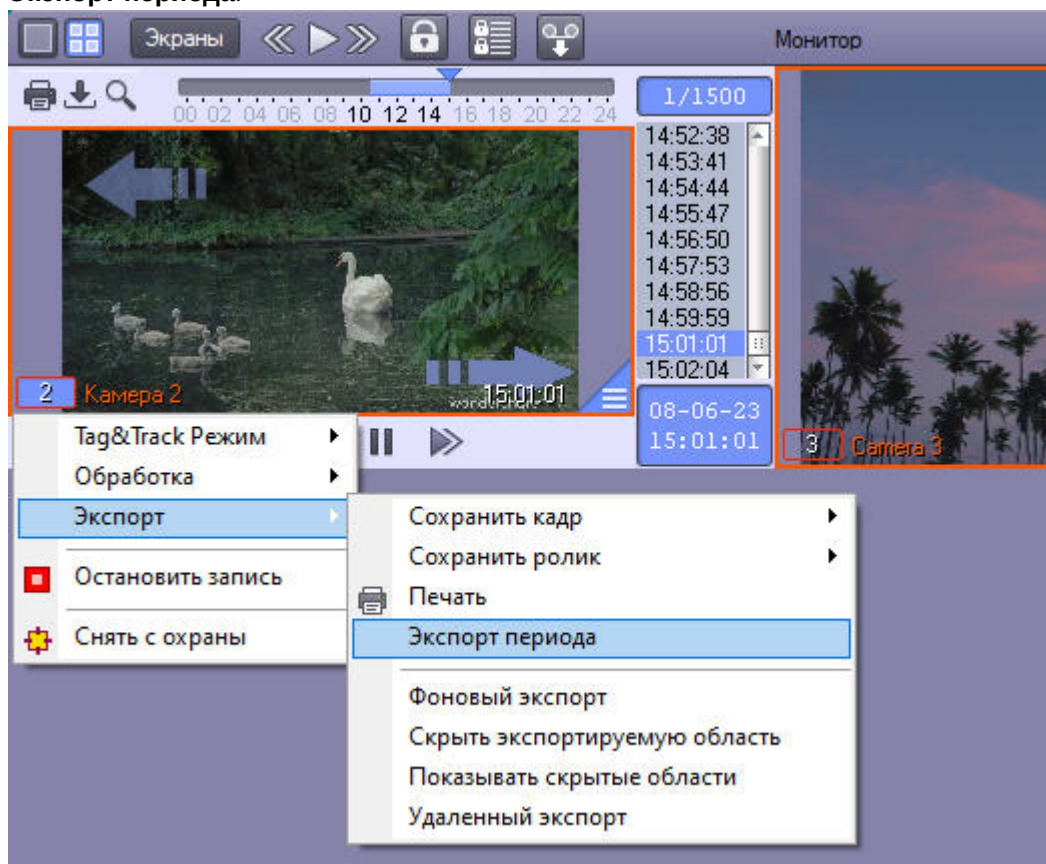 Экспорт периода.
Экраны
Монитор
00 02 04 06 08 10 12 14 16 18 20 22 24
1/1500
14:52:38
14:53:41
14:54:44
14:55:47
14:56:50
14:57:53
14:58:56
14:59:59
15:01:01
15:02:04
2 Камера 2
15:01:01
08-06-23
15:01:01
3 Camera 3
Tag&Track Режим
Обработка
Экспорт
Остановить запись
Снять с охраны
Сохранить кадр
Сохранить ролик
Печать
Экспорт периода
Фоновый экспорт
Скрыть экспортируемую область
Показывать скрытые области
Удаленный экспорт